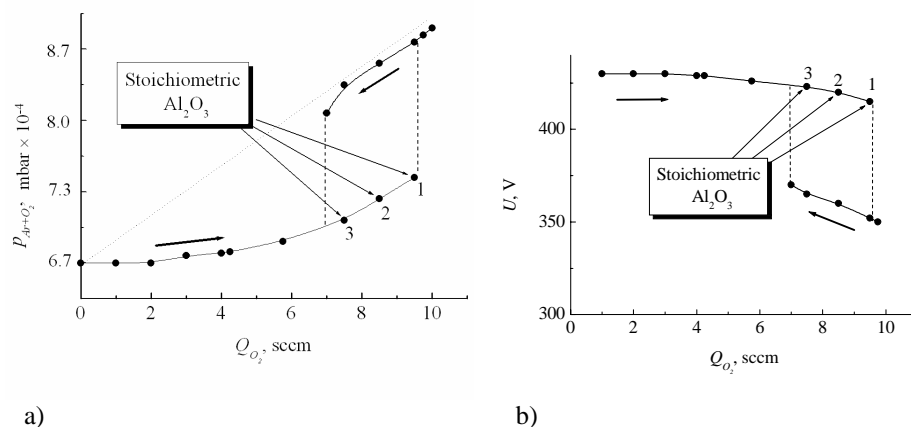 8.7
8.0
7.3
6.7
p Ar+O2, mbar × 10-4
Stoichiometric
Al2O3
1
2
3
0 2 4 6 8 10
QO2, sccm
a)
400
350
300
U, V
3 2 1
Stoichiometric
Al2O3
0 2 4 6 8 10
QO2, sccm
b)